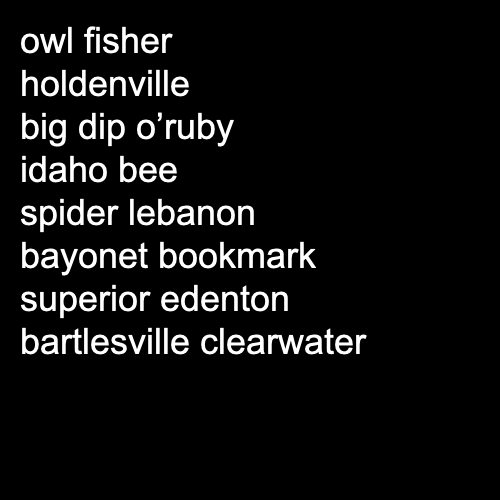 owl fisher
holdenville
big dip o’ruby
idaho bee
spider lebanon
bayonet bookmark
superior edenton
bartlesville clearwater